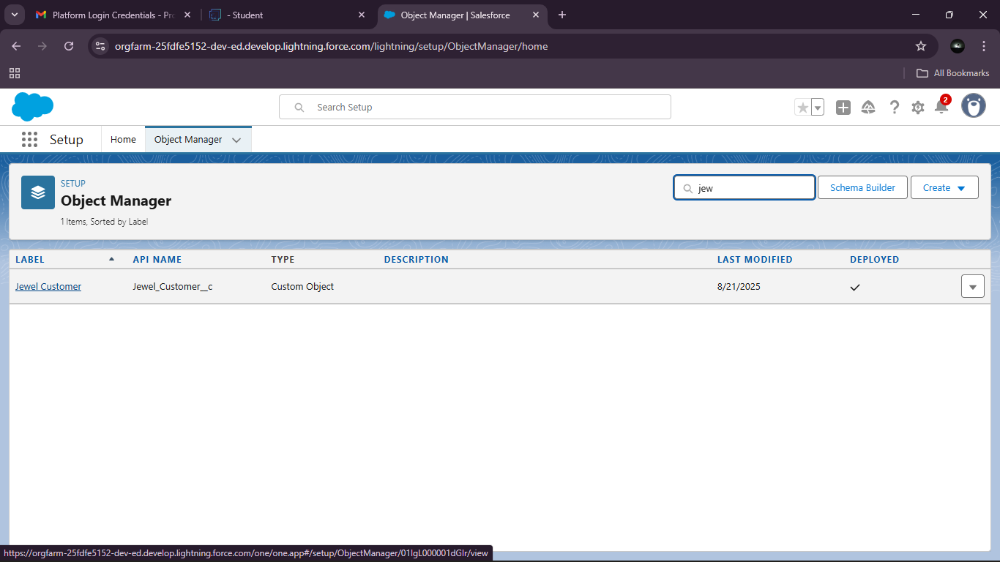 Platform Login Credentials - Pro
- Student
Object Manager | Salesforce
orgfarm-25fdfe5152-dev-ed.develop.lightning.force.com/lightning/setup/ObjectManager/home
All Bookmarks
Search Setup
2
Setup
Home
Object Manager
SETUP
Object Manager
1 Items, Sorted by Label
jew
Schema Builder
Create
LABEL API NAME TYPE DESCRIPTION LAST MODIFIED DEPLOYED
Jewel Customer Jewel_Customer__c Custom Object 8/21/2025
https://orgfarm-25fdfe5152-dev-ed.develop.lightning.force.com/one/one.app#/setup/ObjectManager/01IgL000001dGIr/view